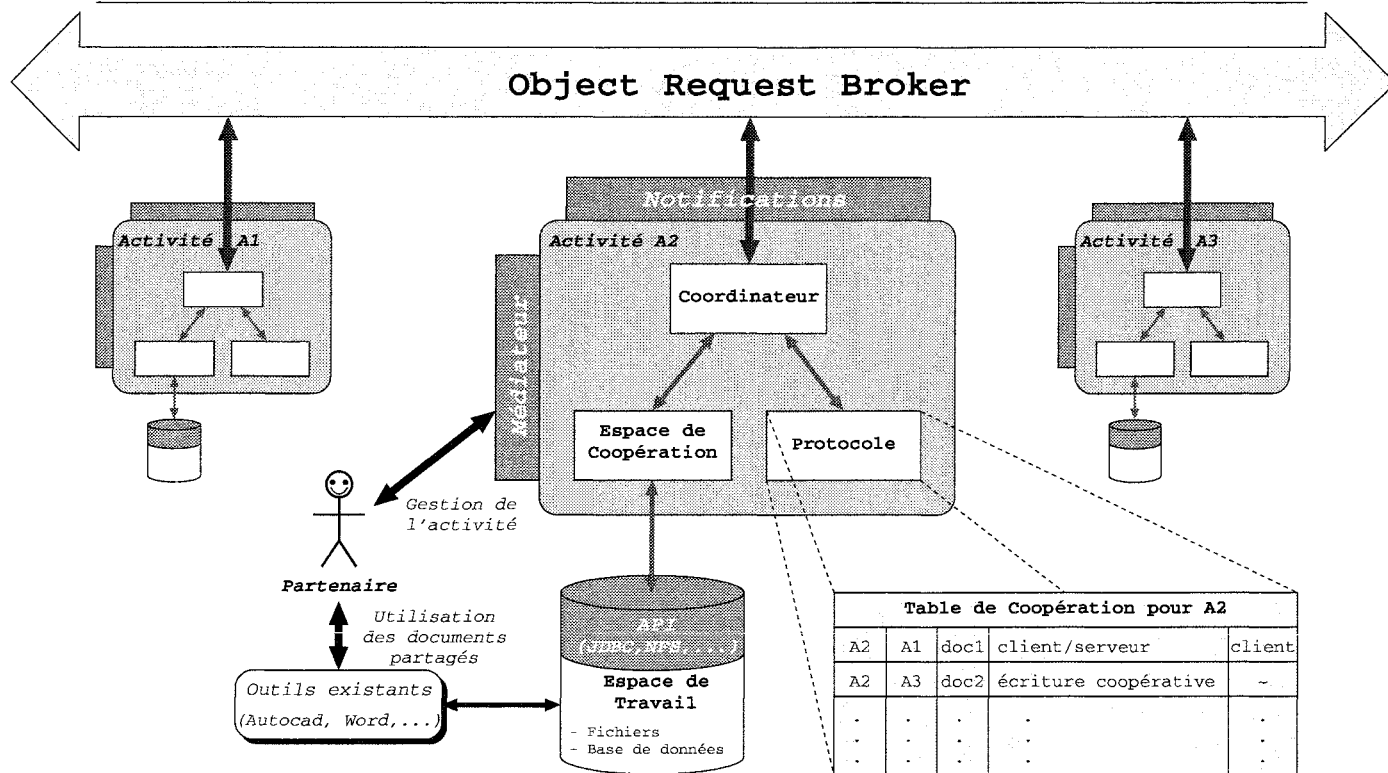 Object Request Broker
Notifications
Activité A1
Activité A2
Activité A3
Coordinateur
Médiateur
Espace de
Coopération
Protocole
Gestion de
l'activité
Partenaire
Utilisation
des documents
partagés
Outils existants
(Autocad, Word,...)
API
(JDBC,NFS,...)
Espace de
Travail
- Fichiers
- Base de données
Table de Coopération pour A2
A2 A1 doc1 client/serveur client
A2 A3 doc2 écriture coopérative ~
. . . . .
. . . . .